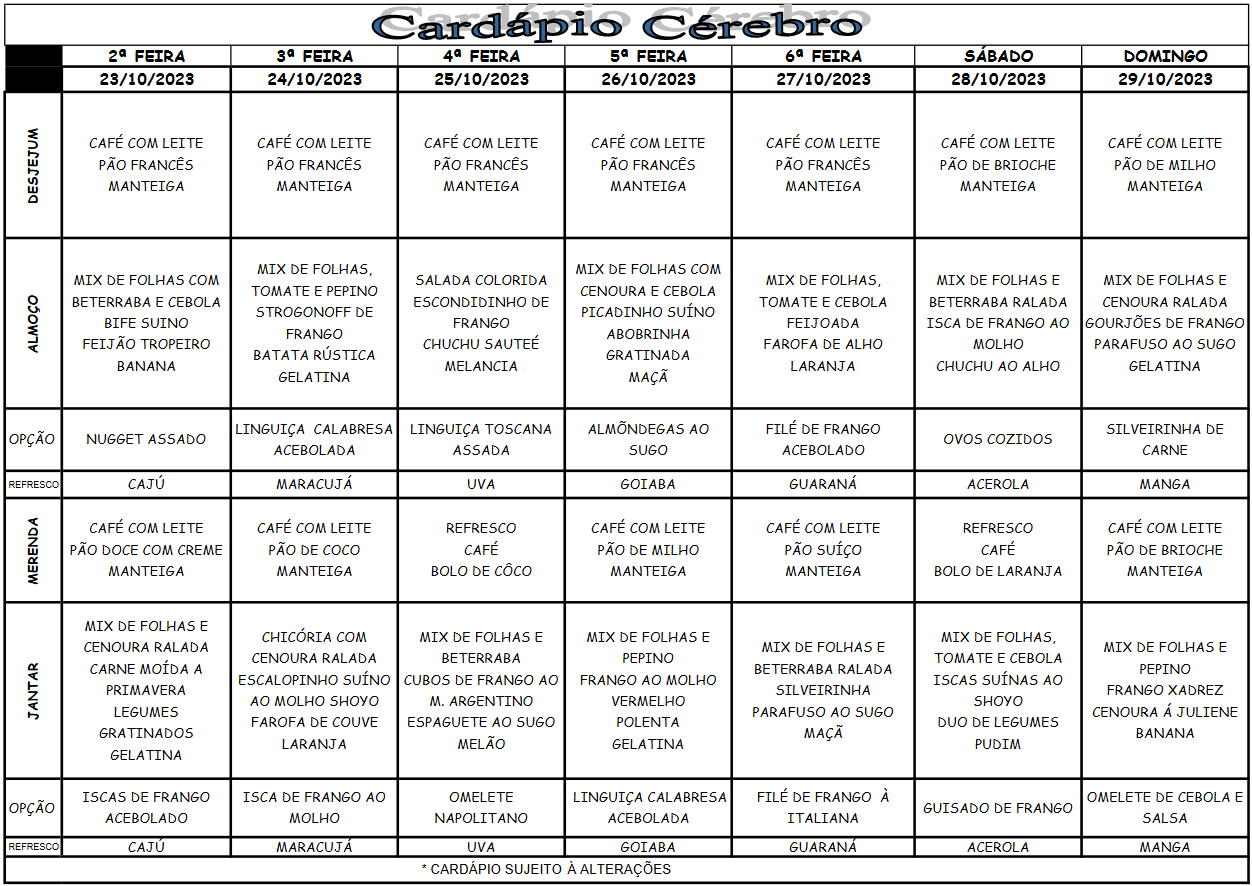 Cardápio Cérebro
2ª FEIRA 3ª FEIRA 4ª FEIRA 5ª FEIRA 6ª FEIRA SÁBADO DOMINGO
23/10/2023 24/10/2023 25/10/2023 26/10/2023 27/10/2023 28/10/2023 29/10/2023
DESJEJUM
CAFÉ COM LEITE
PÃO FRANCÊS
MANTEIGA
CAFÉ COM LEITE
PÃO FRANCÊS
MANTEIGA
CAFÉ COM LEITE
PÃO FRANCÊS
MANTEIGA
CAFÉ COM LEITE
PÃO FRANCÊS
MANTEIGA
CAFÉ COM LEITE
PÃO FRANCÊS
MANTEIGA
CAFÉ COM LEITE
PÃO DE BRIOCHE
MANTEIGA
CAFÉ COM LEITE
PÃO DE MILHO
MANTEIGA
ALMOÇO
MIX DE FOLHAS COM
BETERRABA E CEBOLA
BIFE SUINO
FEIJÃO TROPEIRO
BANANA
MIX DE FOLHAS,
TOMATE E PEPINO
STROGONOFF DE
FRANGO
BATATA RÚSTICA
GELATINA
SALADA COLORIDA
ESCONDIDINHO DE
FRANGO
CHUCHU SAUTEÉ
MELANCIA
MIX DE FOLHAS COM
CENOURA E CEBOLA
PICADINHO SUÍNO
ABOBRINHA
GRATINADA
MAÇÃ
MIX DE FOLHAS,
TOMATE E CEBOLA
FEIJOADA
FAROFA DE ALHO
LARANJA
MIX DE FOLHAS E
BETERRABA RALADA
ISCA DE FRANGO AO
MOLHO
CHUCHU AO ALHO
MIX DE FOLHAS E
CENOURA RALADA
GOURJÕES DE FRANGO
PARAFUSO AO SUGO
GELATINA
OPÇÃO
NUGGET ASSADO
LINGUIÇA CALABRESA
ACEBOLADA
LINGUIÇA TOSCANA
ASSADA
ALMÕNDEGAS AO
SUGO
FILÉ DE FRANGO
ACEBOLADO
OVOS COZIDOS
SILVEIRINHA DE
CARNE
REFRESCO CAJÚ MARACUJÁ UVA GOIABA GUARANÁ ACEROLA MANGA
MERENDA
CAFÉ COM LEITE
PÃO DOCE COM CREME
MANTEIGA
CAFÉ COM LEITE
PÃO DE COCO
MANTEIGA
REFRESCO
CAFÉ
BOLO DE CÔCO
CAFÉ COM LEITE
PÃO DE MILHO
MANTEIGA
CAFÉ COM LEITE
PÃO SUÍÇO
MANTEIGA
REFRESCO
CAFÉ
BOLO DE LARANJA
CAFÉ COM LEITE
PÃO DE BRIOCHE
MANTEIGA
JANTAR
MIX DE FOLHAS E
CENOURA RALADA
CARNE MOÍDA A
PRIMAVERA
LEGUMES
GRATINADOS
GELATINA
CHICÓRIA COM
CENOURA RALADA
ESCALOPINHO SUÍNO
AO MOLHO SHOYO
FAROFA DE COUVE
LARANJA
MIX DE FOLHAS E
BETERRABA
CUBOS DE FRANGO AO
M. ARGENTINO
ESPAGUETE AO SUGO
MELÃO
MIX DE FOLHAS E
PEPINO
FRANGO AO MOLHO
VERMELHO
POLENTA
GELATINA
MIX DE FOLHAS E
BETERRABA RALADA
SILVEIRINHA
PARAFUSO AO SUGO
MAÇÃ
MIX DE FOLHAS,
TOMATE E CEBOLA
ISCAS SUÍNAS AO
SHOYO
DUO DE LEGUMES
PUDIM
MIX DE FOLHAS E
PEPINO
FRANGO XADREZ
CENOURA Á JULIENE
BANANA
OPÇÃO
ISCAS DE FRANGO
ACEBOLADO
ISCA DE FRANGO AO
MOLHO
OMELETE
NAPOLITANO
LINGUIÇA CALABRESA
ACEBOLADA
FILÉ DE FRANGO À
ITALIANA
GUISADO DE FRANGO
OMELETE DE CEBOLA E
SALSA
REFRESCO CAJÚ MARACUJÁ UVA GOIABA GUARANÁ ACEROLA MANGA
* CARDÁPIO SUJEITO À ALTERAÇÕES